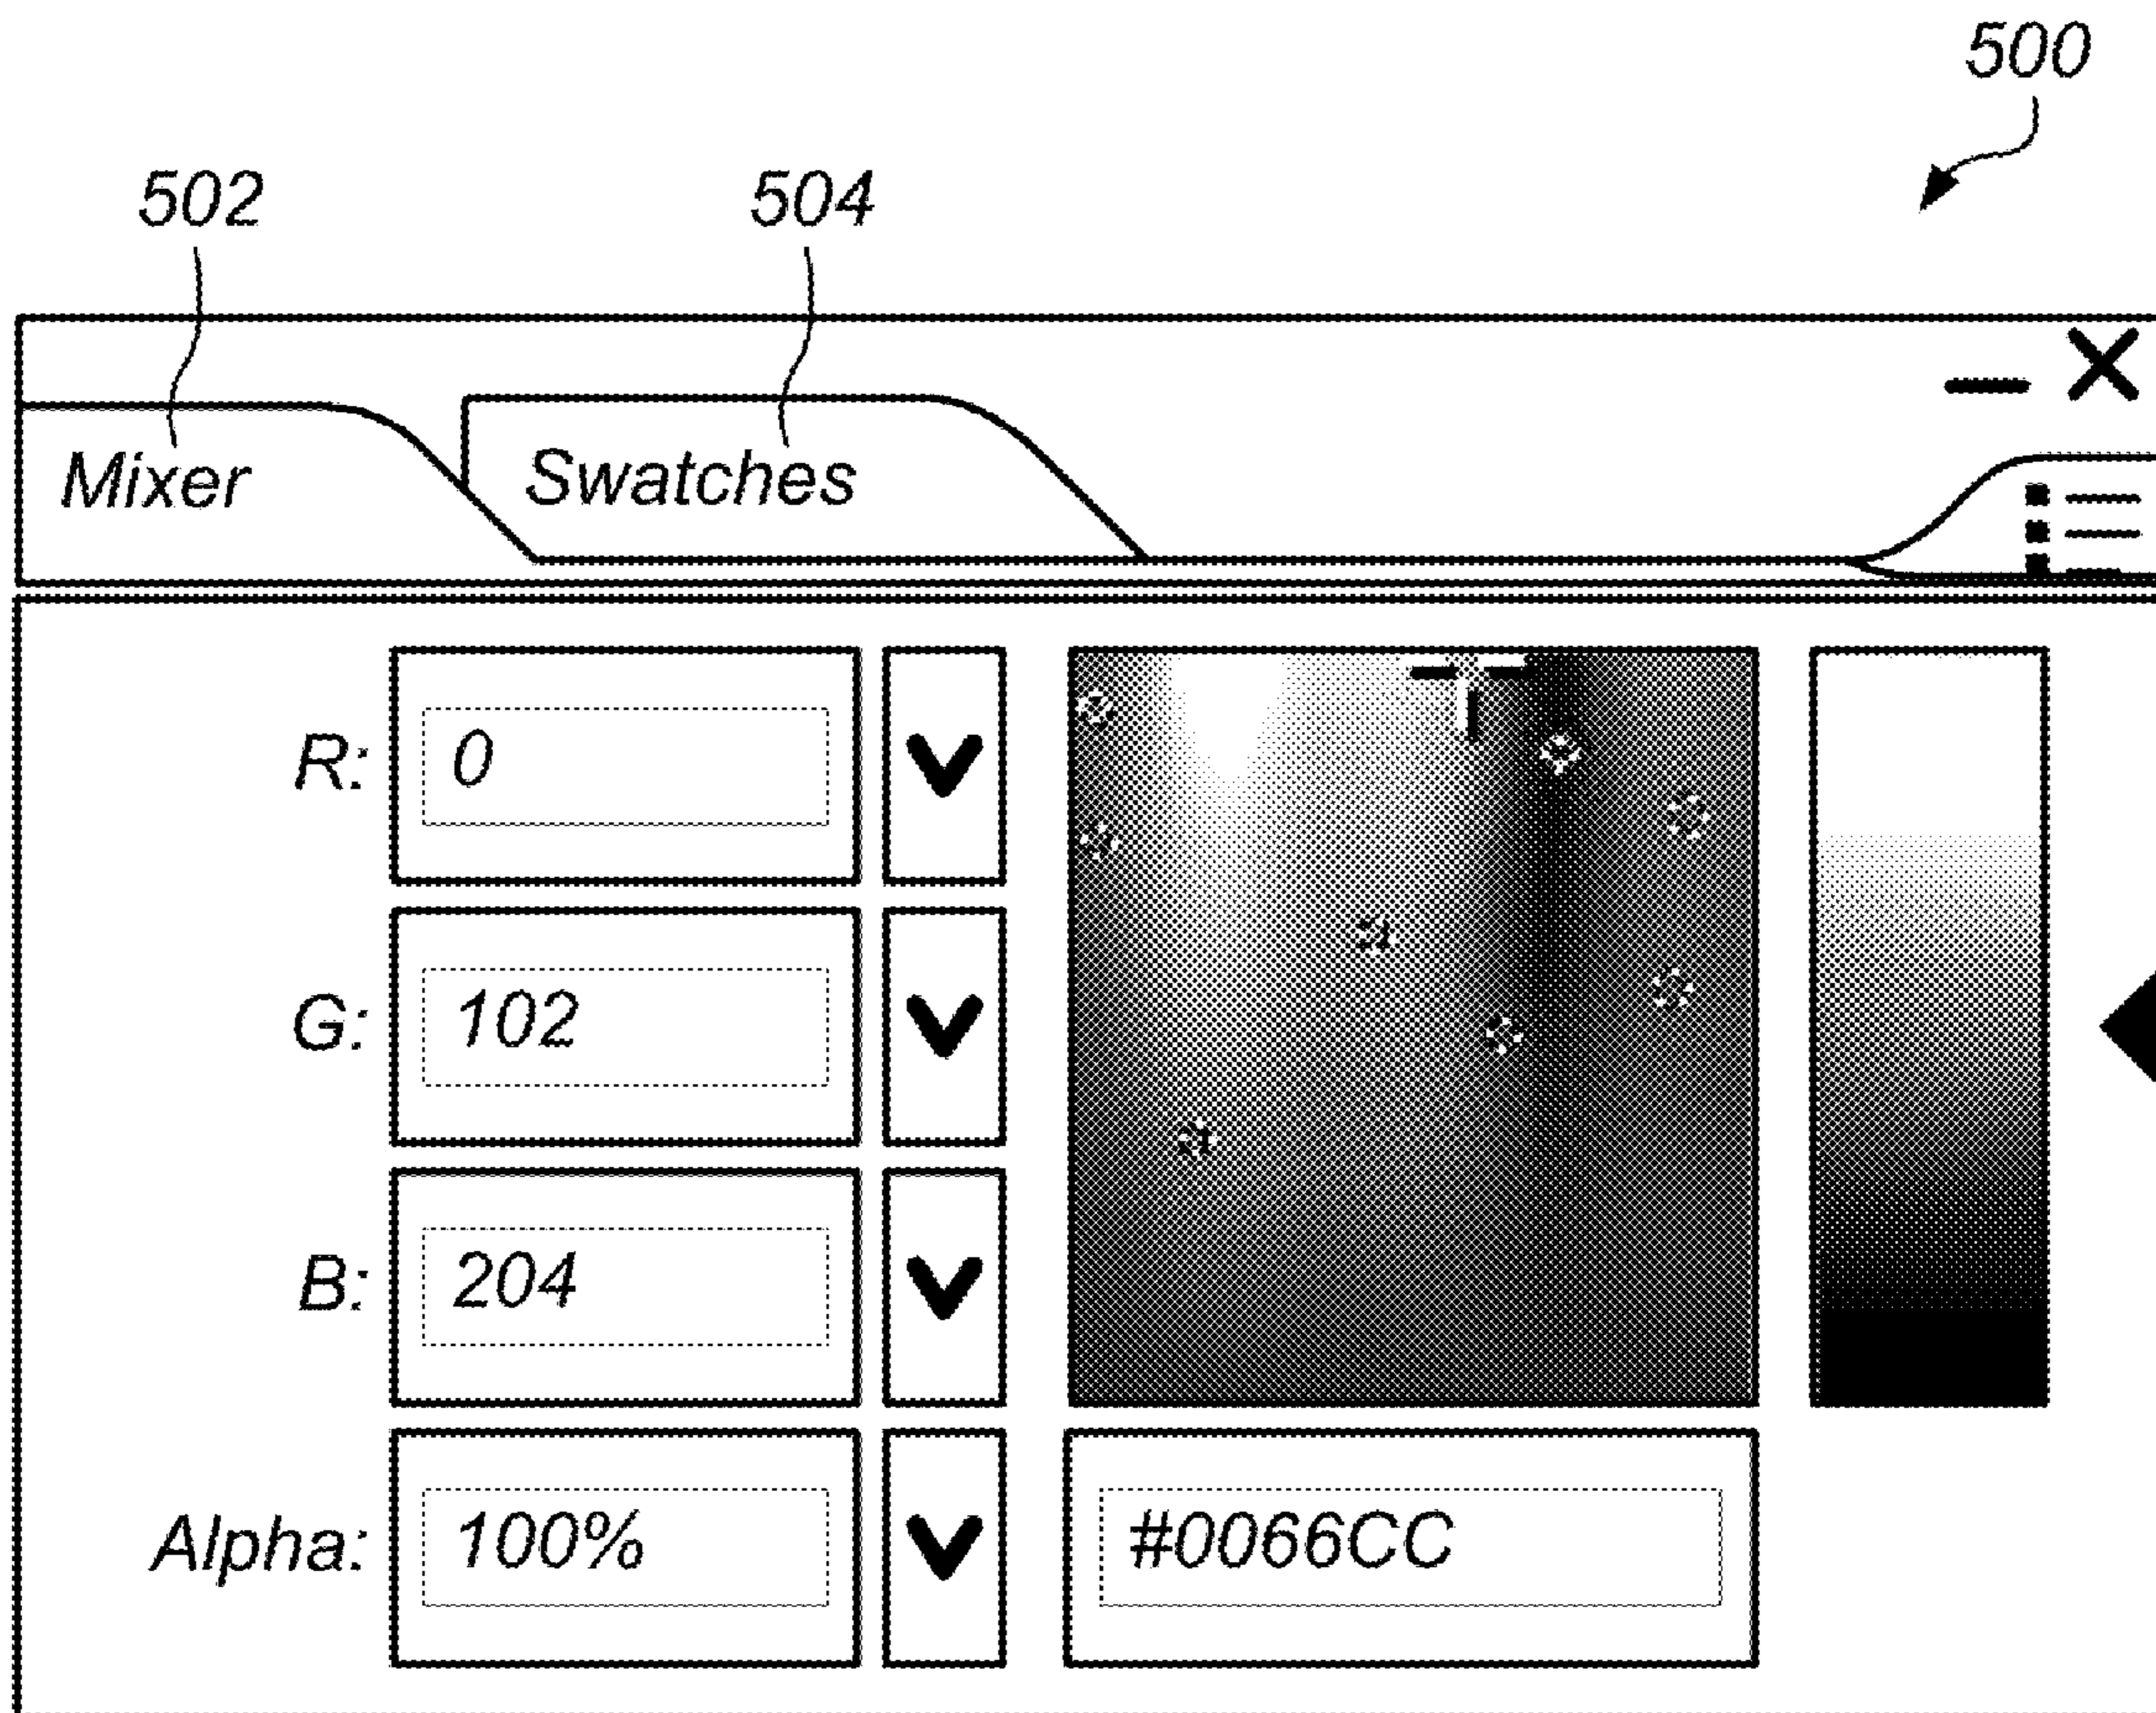 500
502 504
Mixer Swatches
R: 0
G: 102
B: 204
Alpha: 100% #0066CC